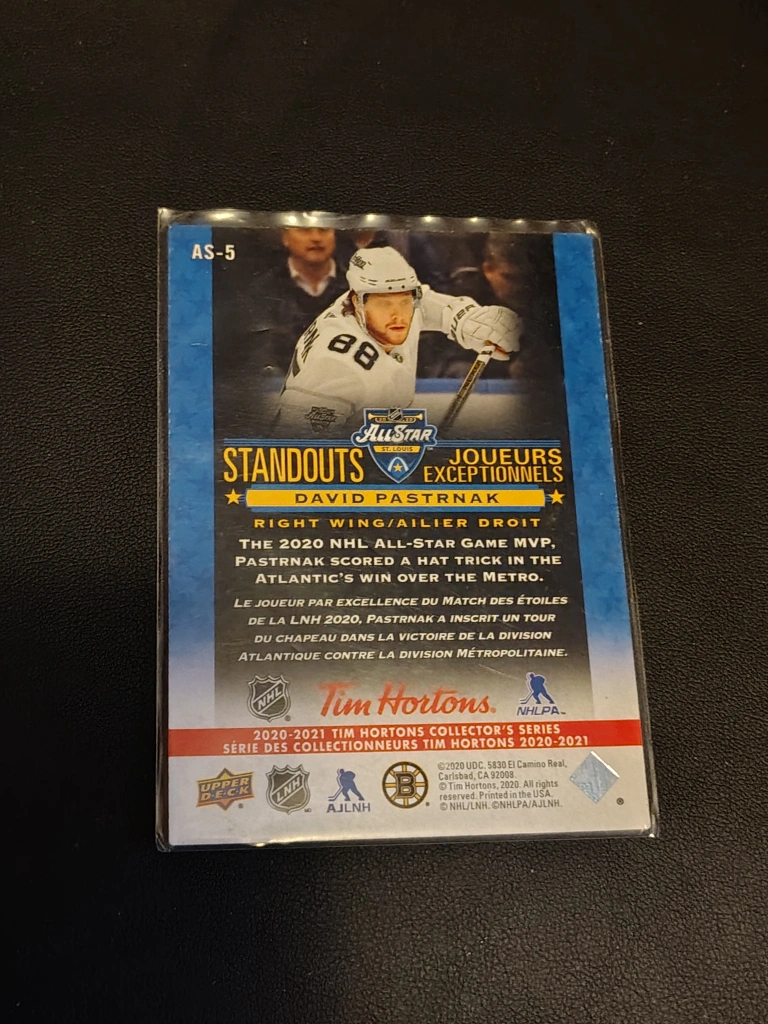 AS-5
88
ALL STAR
ST. LOUIS
STANDOUTS
JOUEURS
EXCEPTIONNELS
DAVID PASTRNAK
RIGHT WING/AILIER DROIT
THE 2020 NHL ALL-STAR GAME MVP,
PASTRNAK SCORED A HAT TRICK IN THE
ATLANTIC'S WIN OVER THE METRO.
LE JOUEUR PAR EXCELLENCE DU MATCH DES ÉTOILES
DE LA LNH 2020, PASTRNAK A INSCRIT UN TOUR
DU CHAPEAU DANS LA VICTOIRE DE LA DIVISION
ATLANTIQUE CONTRE LA DIVISION MÉTROPOLITAINE.
NHL
Tim Hortons.
NHLPA
2020-2021 TIM HORTONS COLLECTOR'S SERIES
SÉRIE DES COLLECTIONNEURS TIM HORTONS 2020-2021
UPPER
DECK
LNH
AJLNH
B
©2020 UDC. 5830 El Camino Real,
Carlsbad, CA 92008.
© Tim Hortons, 2020. All rights
reserved. Printed in the USA.
© NHL/LNH. ©NHLPA/AJLNH.